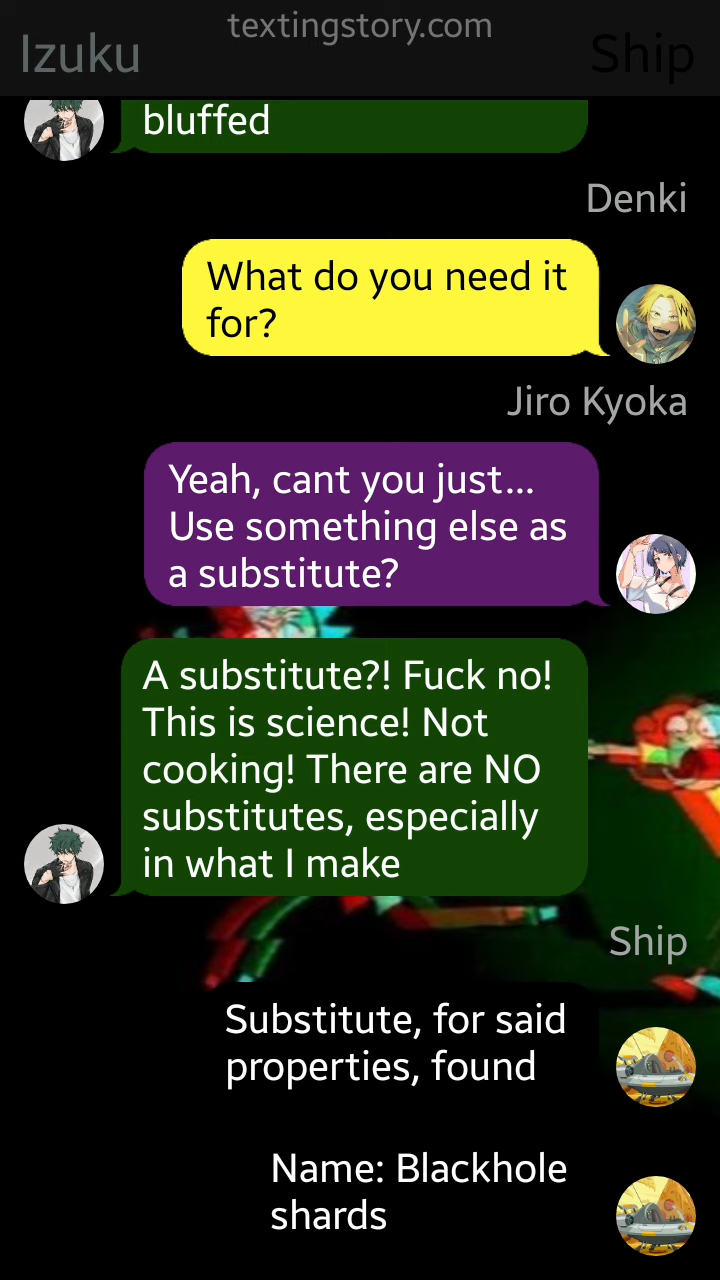 textingstory.com
Izuku
Ship
bluffed
Denki
What do you need it
for?
Jiro Kyoka
Yeah, cant you just...
Use something else as
a substitute?
A substitute?! Fuck no!
This is science! Not
cooking! There are NO
substitutes, especially
in what I make
Ship
Substitute, for said
properties, found
Name: Blackhole
shards